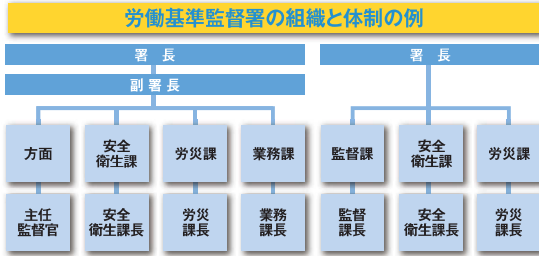 労働基準監督署の組織と体制の例
署　長
副 署 長
方面
安全
衛生課
労災課
業務課
主任
監督官
安全
衛生課長
労災
課長
業務
課長
署　長
監督課
安全
衛生課
労災課
監督
課長
安全
衛生課長
労災
課長